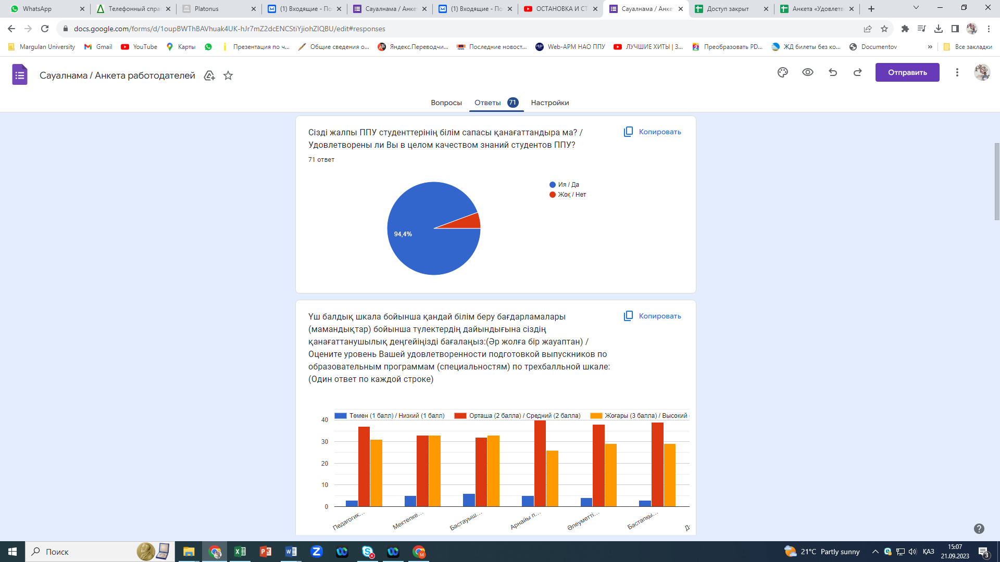 WhatsApp
Телефонный спра
Platonus
(1) Входящие - По
Сауалнама / Анке
(1) Входящие - По
ОСТАНОВКА И СТ
Сауалнама / Анке
Доступ закрыт
Анкета «Удовлетв
docs.google.com/forms/d/1oupBWThBAVhuak4UK-hJr7mZ2dcENCStiYjiohZIQBU/edit#responses
Margulan University
Gmail
YouTube
Карты
Презентация по ч...
Общие сведения о...
Яндекс.Переводчи...
Последние новост...
Web-АРМ НАО ППУ
ЛУЧШИЕ ХИТЫ | З...
Преобразовать PD...
ЖД билеты без ко...
Documentov
»
Все закладки
Сауалнама / Анкета работодателей
Отправить
Вопросы
Ответы 71
Настройки
Сізді жалпы ППУ студенттерінің білім сапасы қанағаттандыра ма? /
Удовлетворены ли Вы в целом качеством знаний студентов ППУ?
Копировать
71 ответ
Ия / Да
Жоқ / Нет
94,4%
Үш балдық шкала бойынша қандай білім беру бағдарламалары
(мамандықтар) бойынша түлектердің дайындығына сіздің
қанағаттанушылық деңгейіңізді бағалаңыз:(Әр жолға бір жауаптан) /
Оцените уровень Вашей удовлетворенности подготовкой выпускников по
образовательным программам (специальностям) по трехбалльной шкале:
(Один ответ по каждой строке)
Копировать
Төмен (1 балл) / Низкий (1 балл)
Орташа (2 балла) / Средний (2 балла)
Жоғары (3 балла) / Высокий
40
30
20
10
0
Педагогик...
Мектепке...
Бастауыш...
Арнайы п...
Әлеуметті...
Бастапқы...
Поиск
21°C Partly sunny
ҚАЗ
15:07
21.09.2023
3